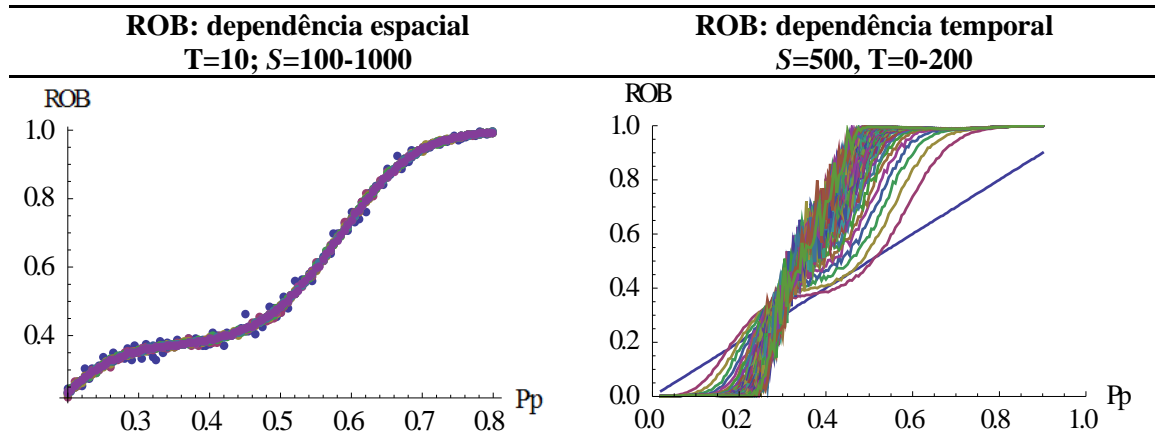 ROB: dependência espacial
T=10; S=100-1000
ROB: dependência temporal
S=500, T=0-200
ROB
1.0
0.8
0.6
0.4
0.3 0.4 0.5 0.6 0.7 0.8
Pp
ROB
1.0
0.8
0.6
0.4
0.2
0.0
0.0 0.2 0.4 0.6 0.8 1.0
Pp